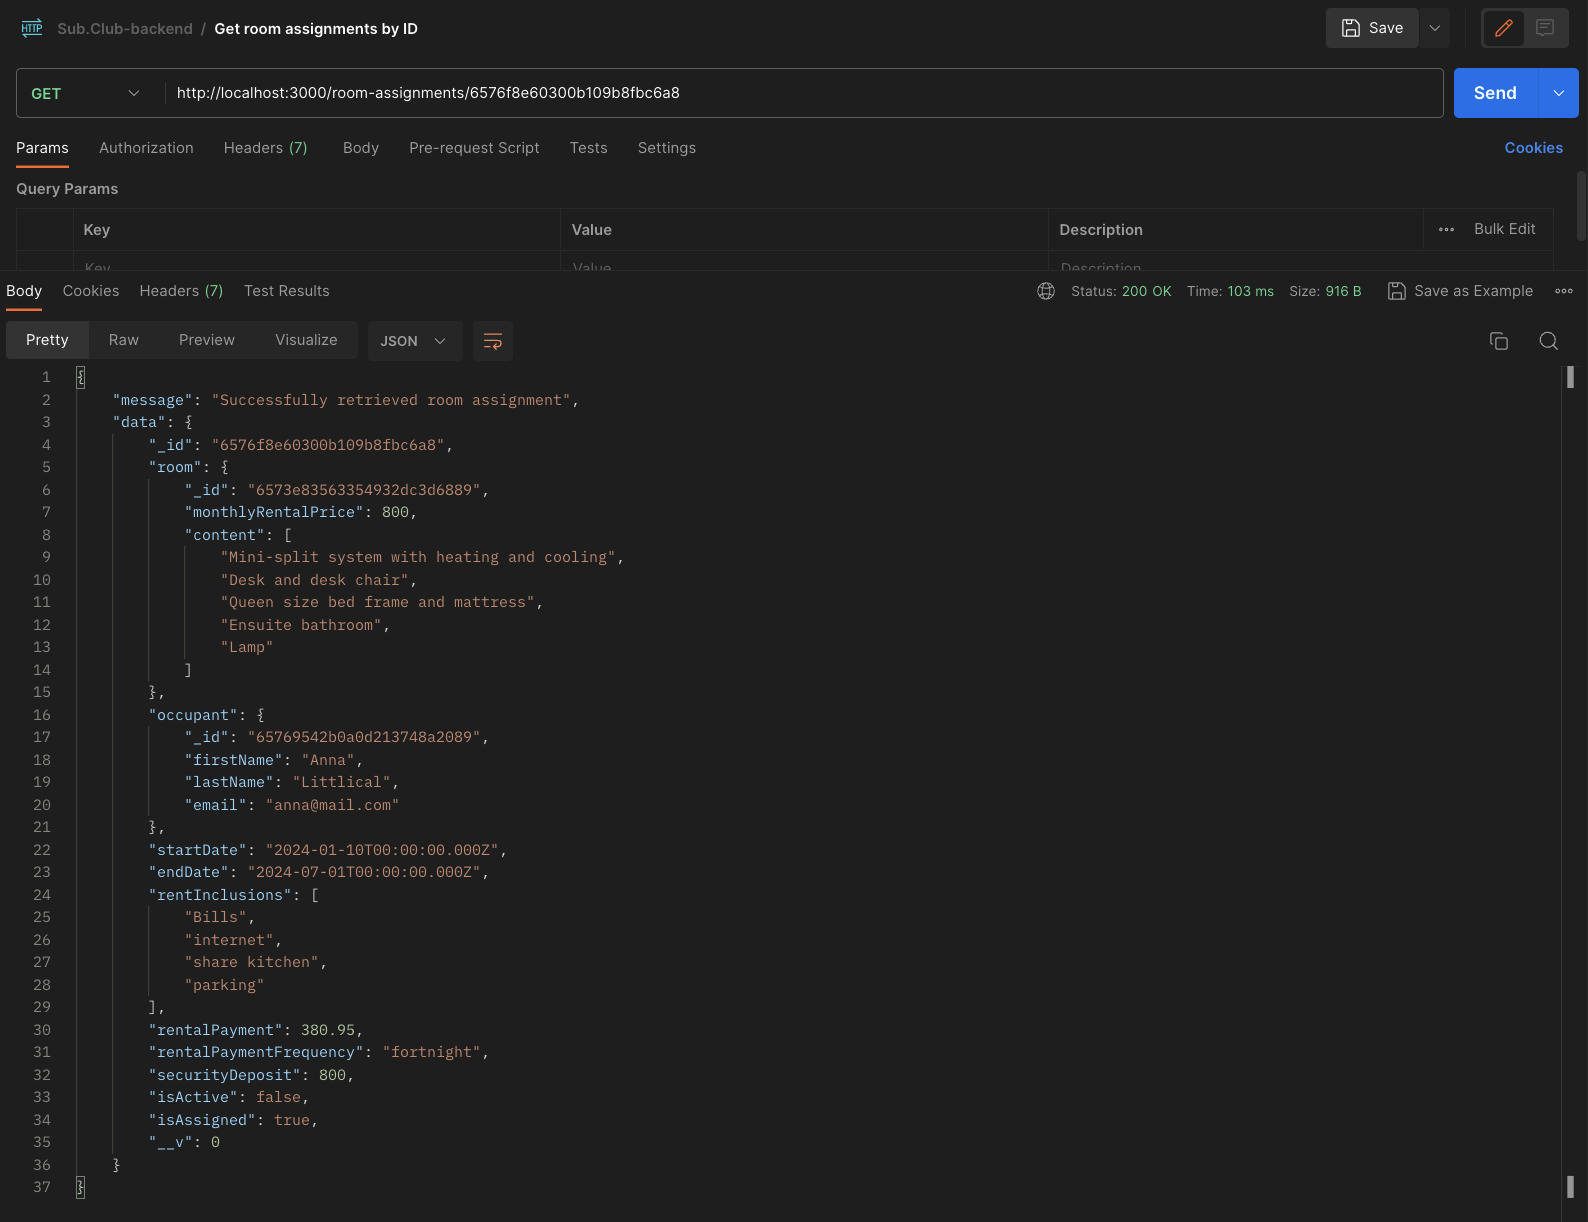 HTTP Sub.Club-backend / Get room assignments by ID Save
GET http://localhost:3000/room-assignments/6576f8e60300b109b8fbc6a8 Send
Params Authorization Headers (7) Body Pre-request Script Tests Settings Cookies
Query Params
Key Value Description Bulk Edit
Key Value Description
Body Cookies Headers (7) Test Results Status: 200 OK Time: 103 ms Size: 916 B Save as Example
Pretty Raw Preview Visualize JSON
1 {
2 "message": "Successfully retrieved room assignment",
3 "data": {
4 "_id": "6576f8e60300b109b8fbc6a8",
5 "room": {
6 "_id": "6573e83563354932dc3d6889",
7 "monthlyRentalPrice": 800,
8 "content": [
9 "Mini-split system with heating and cooling",
10 "Desk and desk chair",
11 "Queen size bed frame and mattress",
12 "Ensuite bathroom",
13 "Lamp"
14 ]
15 },
16 "occupant": {
17 "_id": "65769542b0a0d213748a2089",
18 "firstName": "Anna",
19 "lastName": "Littlical",
20 "email": "anna@mail.com"
21 },
22 "startDate": "2024-01-10T00:00:00.000Z",
23 "endDate": "2024-07-01T00:00:00.000Z",
24 "rentInclusions": [
25 "Bills",
26 "internet",
27 "share kitchen",
28 "parking"
29 ],
30 "rentalPayment": 380.95,
31 "rentalPaymentFrequency": "fortnight",
32 "securityDeposit": 800,
33 "isActive": false,
34 "isAssigned": true,
35 "__v": 0
36 }
37 }